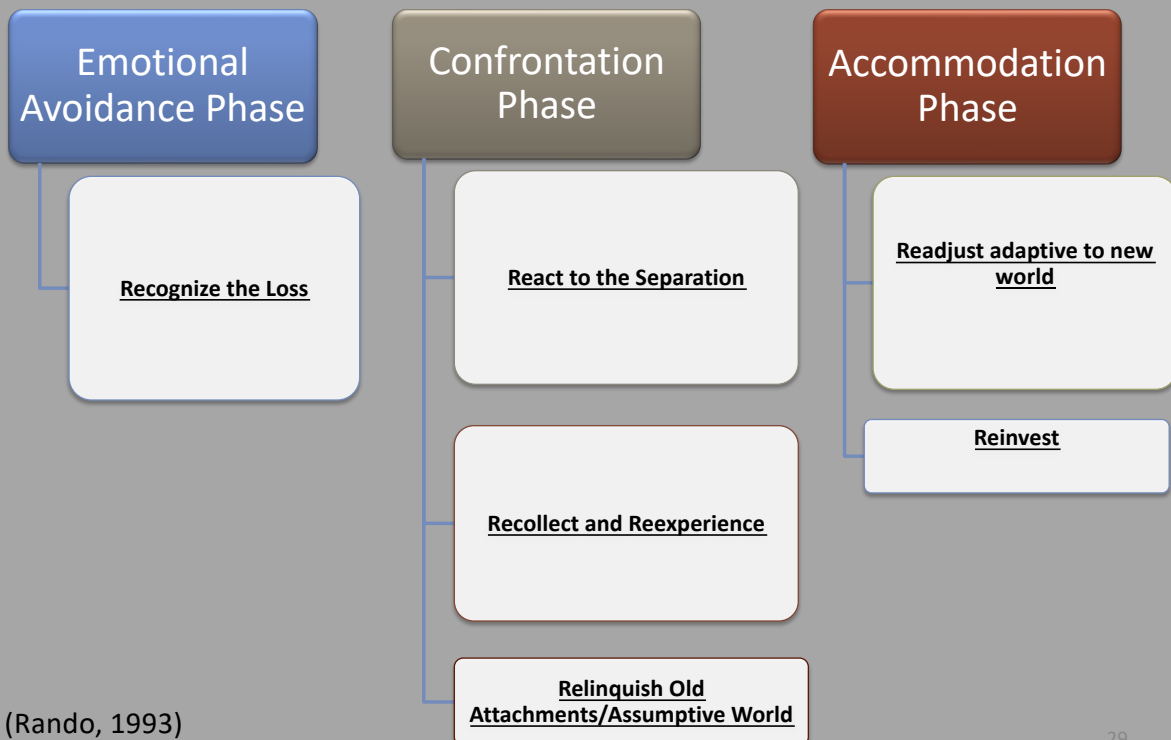 Emotional
Avoidance Phase
Recognize the Loss
Confrontation
Phase
React to the Separation
Recollect and Reexperience
Relinquish Old
Attachments/Assumptive World
Accommodation
Phase
Readjust adaptive to new
world
Reinvest
(Rando, 1993)
29